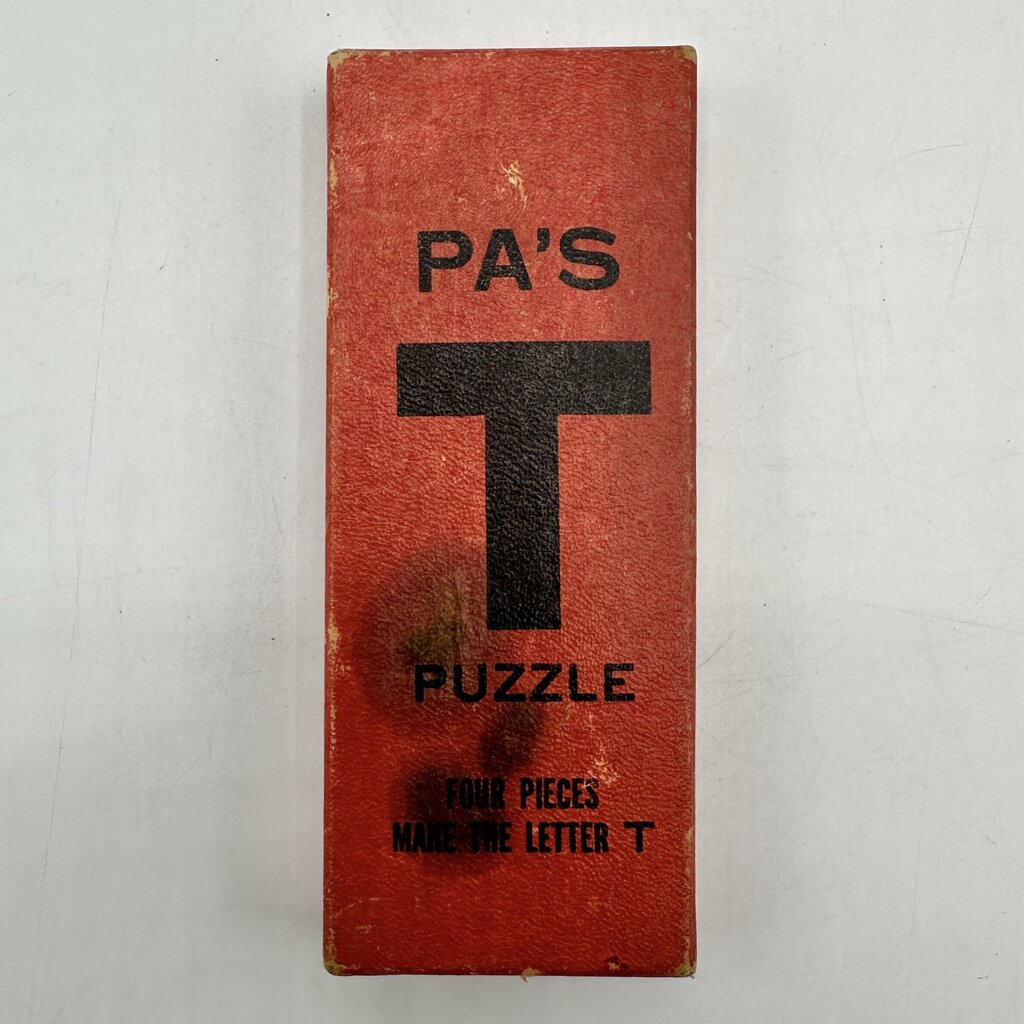 PA'S
T
PUZZLE
FOUR PIECES
MAKE THE LETTER T